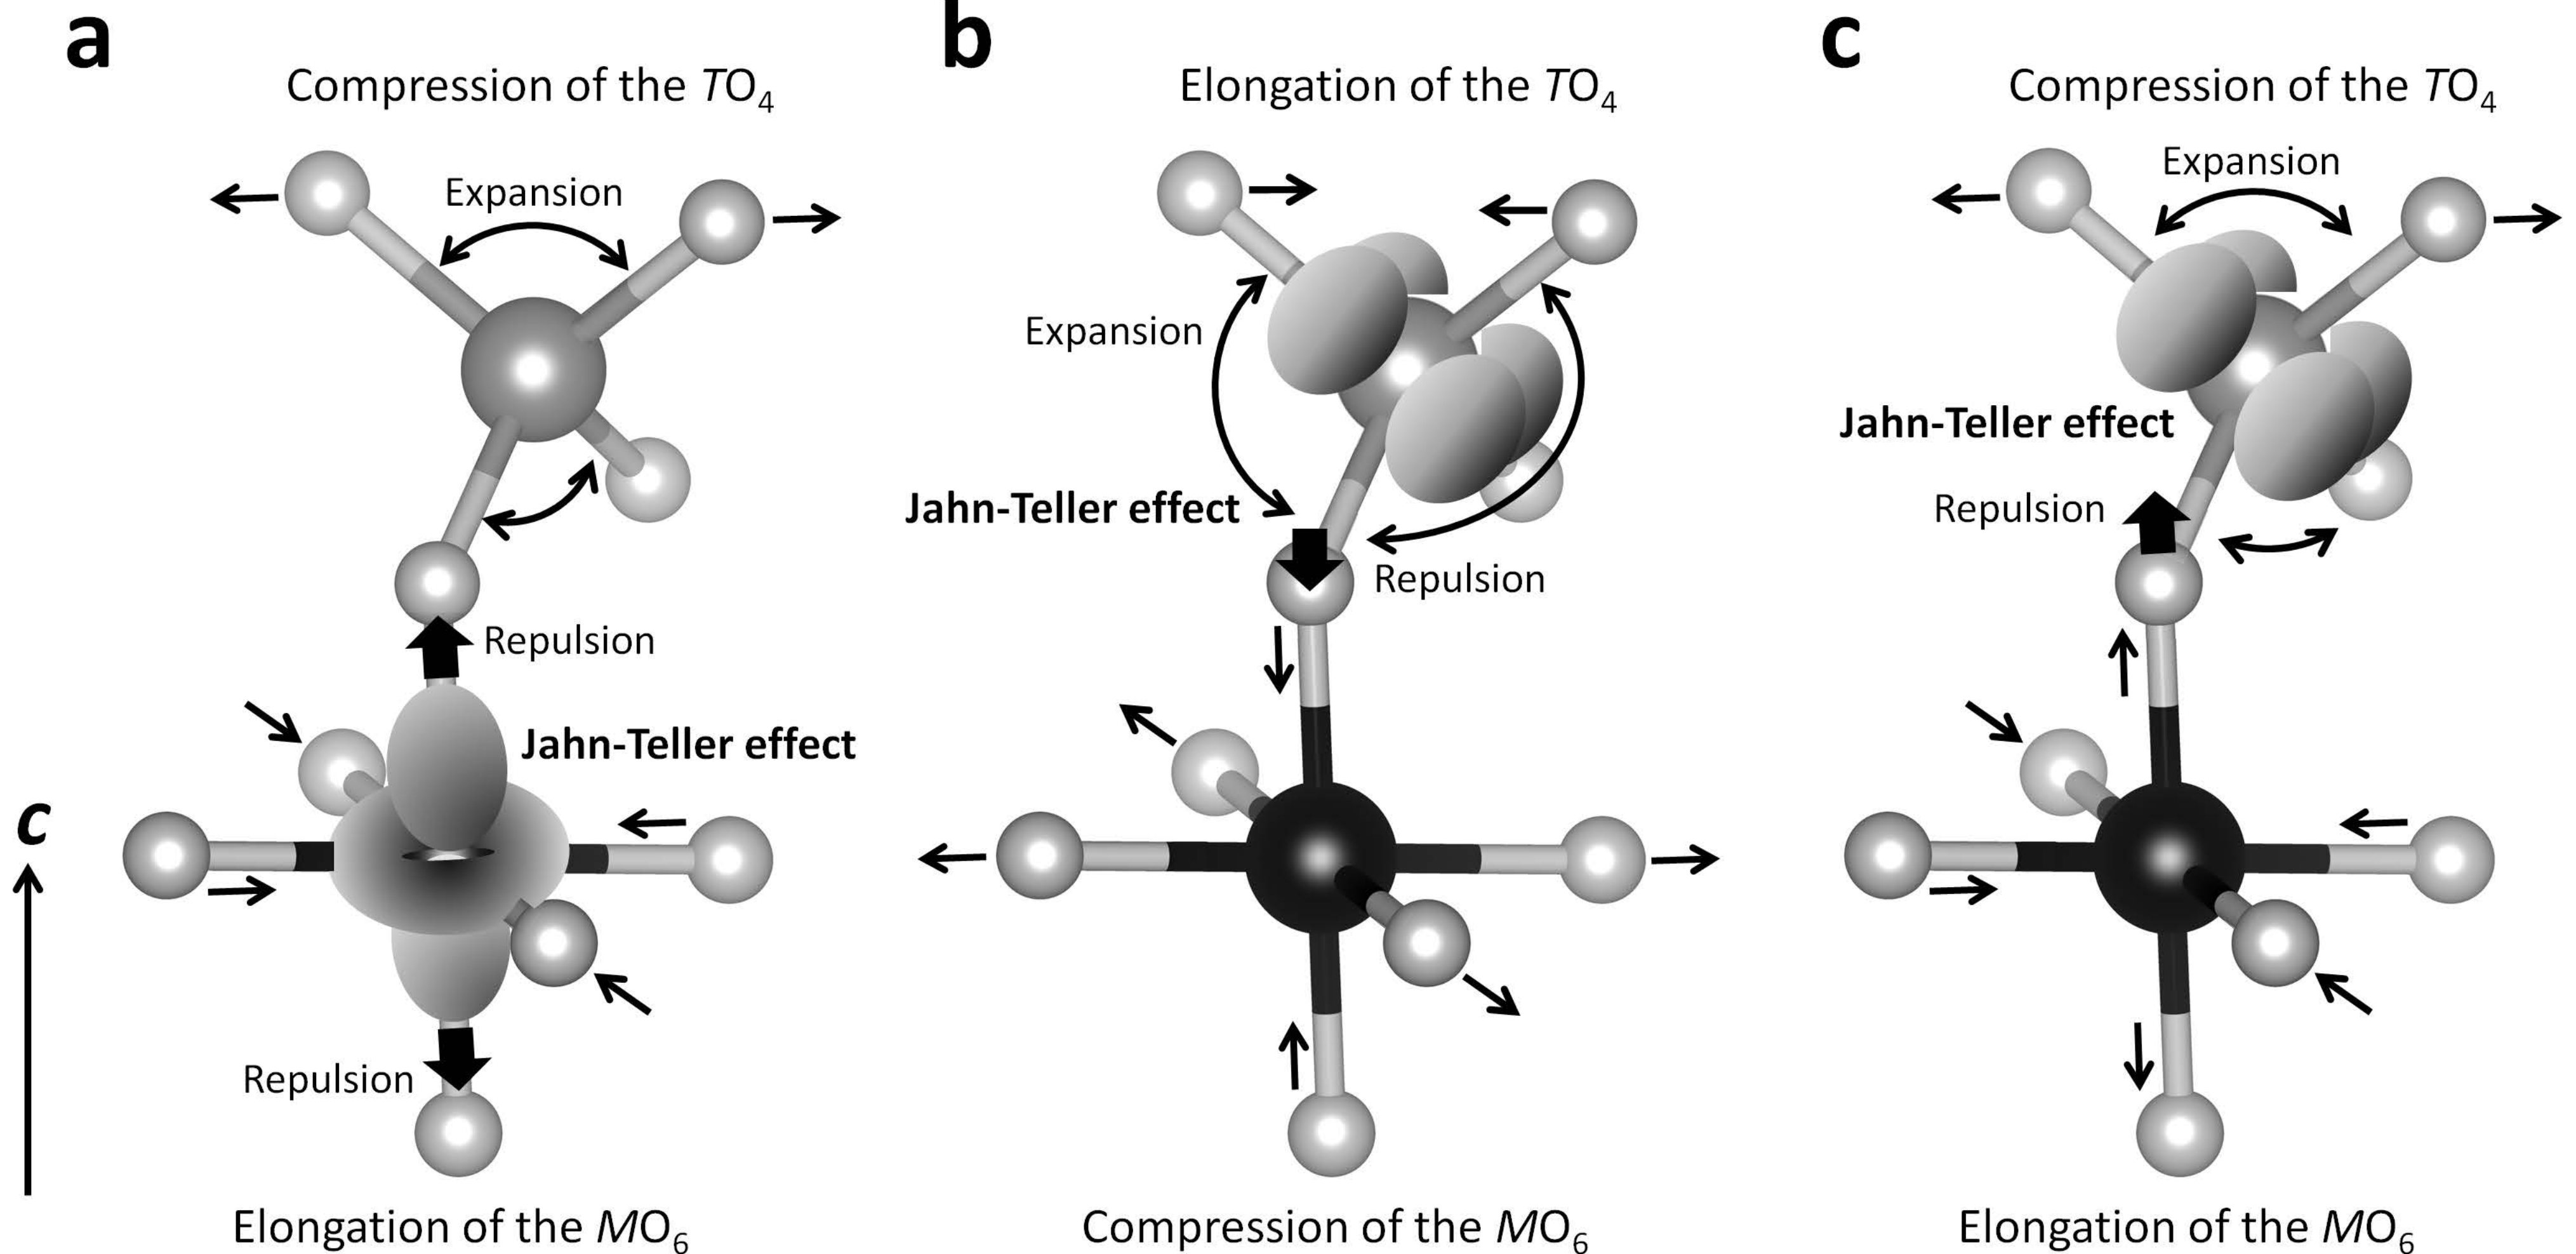 a
Compression of the TO4
Expansion
Repulsion
Jahn-Teller effect
c
Repulsion
Elongation of the MO6
b
Elongation of the TO4
Expansion
Jahn-Teller effect
Repulsion
Compression of the MO6
c
Compression of the TO4
Expansion
Jahn-Teller effect
Repulsion
Elongation of the MO6